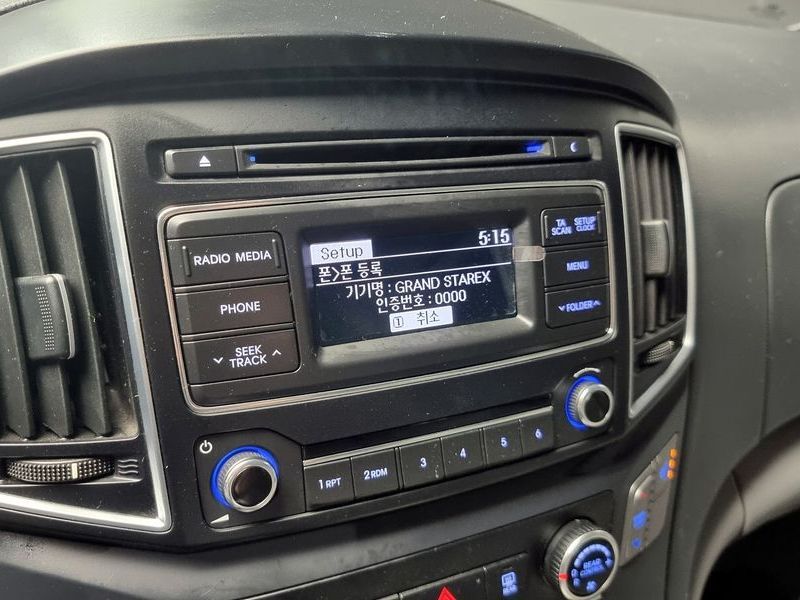 Setup 5:15
폰>폰 등록
기기명 : GRAND STAREX
인증번호 : 0000
1 취소
RADIO MEDIA
PHONE
SEEK
TRACK
TA
SCAN
SETUP
CLOCK
MENU
FOLDER
1 RPT
2 RDM
3
4
5
6
REAR
CONTROL